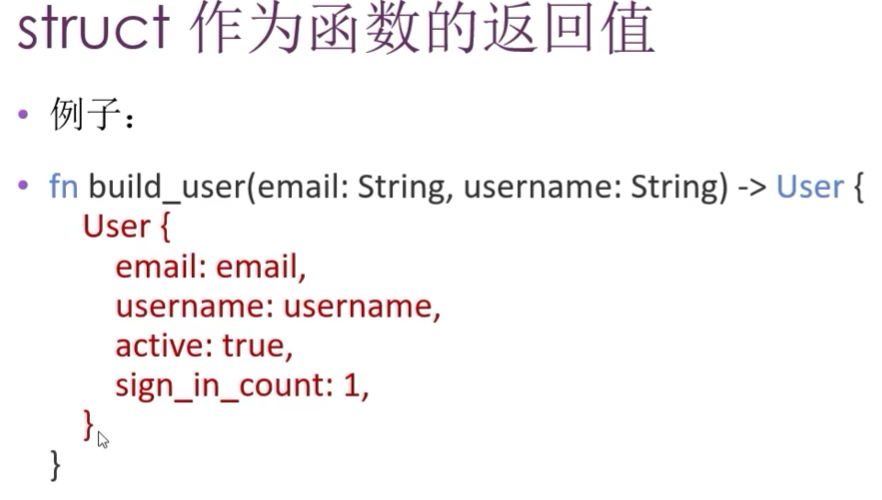 struct 作为函数的返回值
• 例子：
• fn build_user(email: String, username: String) -> User {
User {
email: email,
username: username,
active: true,
sign_in_count: 1,
}
}